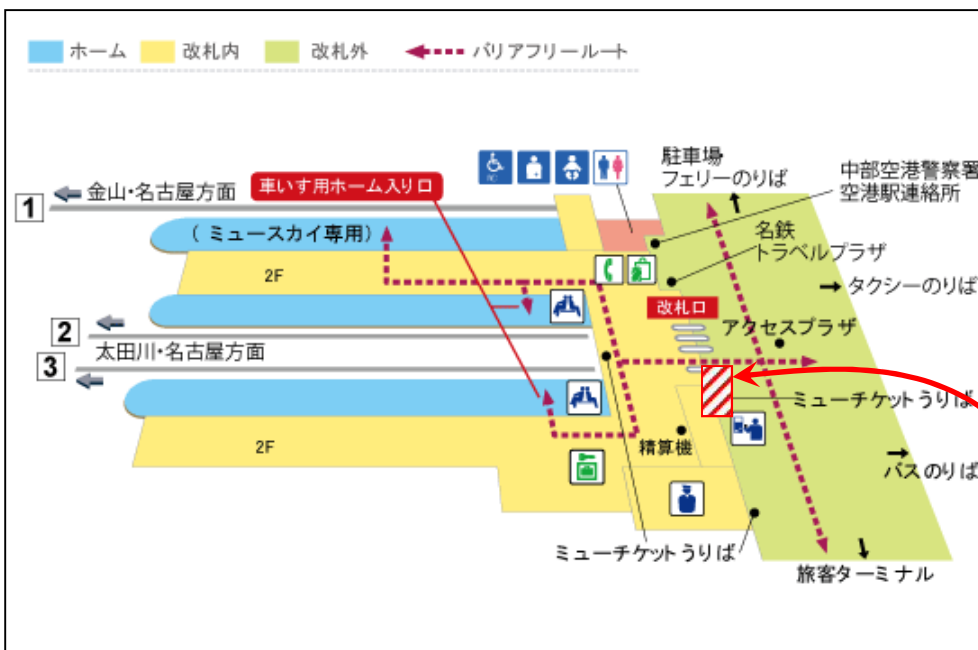 ホーム 改札内 改札外 バリアフリールート
駐車場
フェリーのりば
中部空港警察署
空港駅連絡所
1 金山・名古屋方面
車いす用ホーム入り口
(ミュースカイ専用)
名鉄
トラベルプラザ
2F
タクシーのりば
改札口
アクセスプラザ
2
太田川・名古屋方面
3
ミューチケットうりば
精算機
2F
バスのりば
ミューチケットうりば
旅客ターミナル